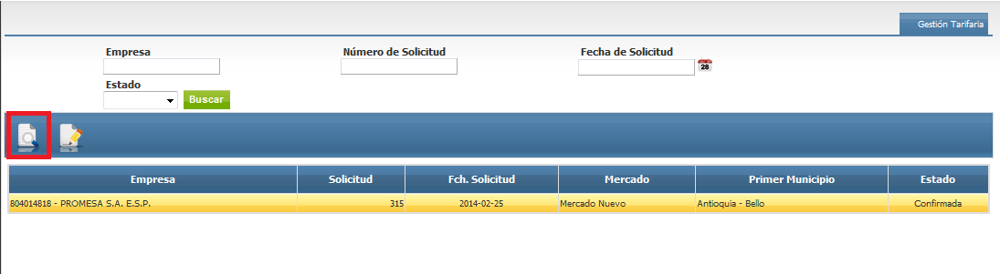 Gestión Tarifaria
Empresa Número de Solicitud Fecha de Solicitud
28
Estado
Buscar
Empresa Solicitud Fch. Solicitud Mercado Primer Municipio Estado
804014818 - PROMESA S.A. E.S.P. 315 2014-02-25 Mercado Nuevo Antioquia - Bello Confirmada